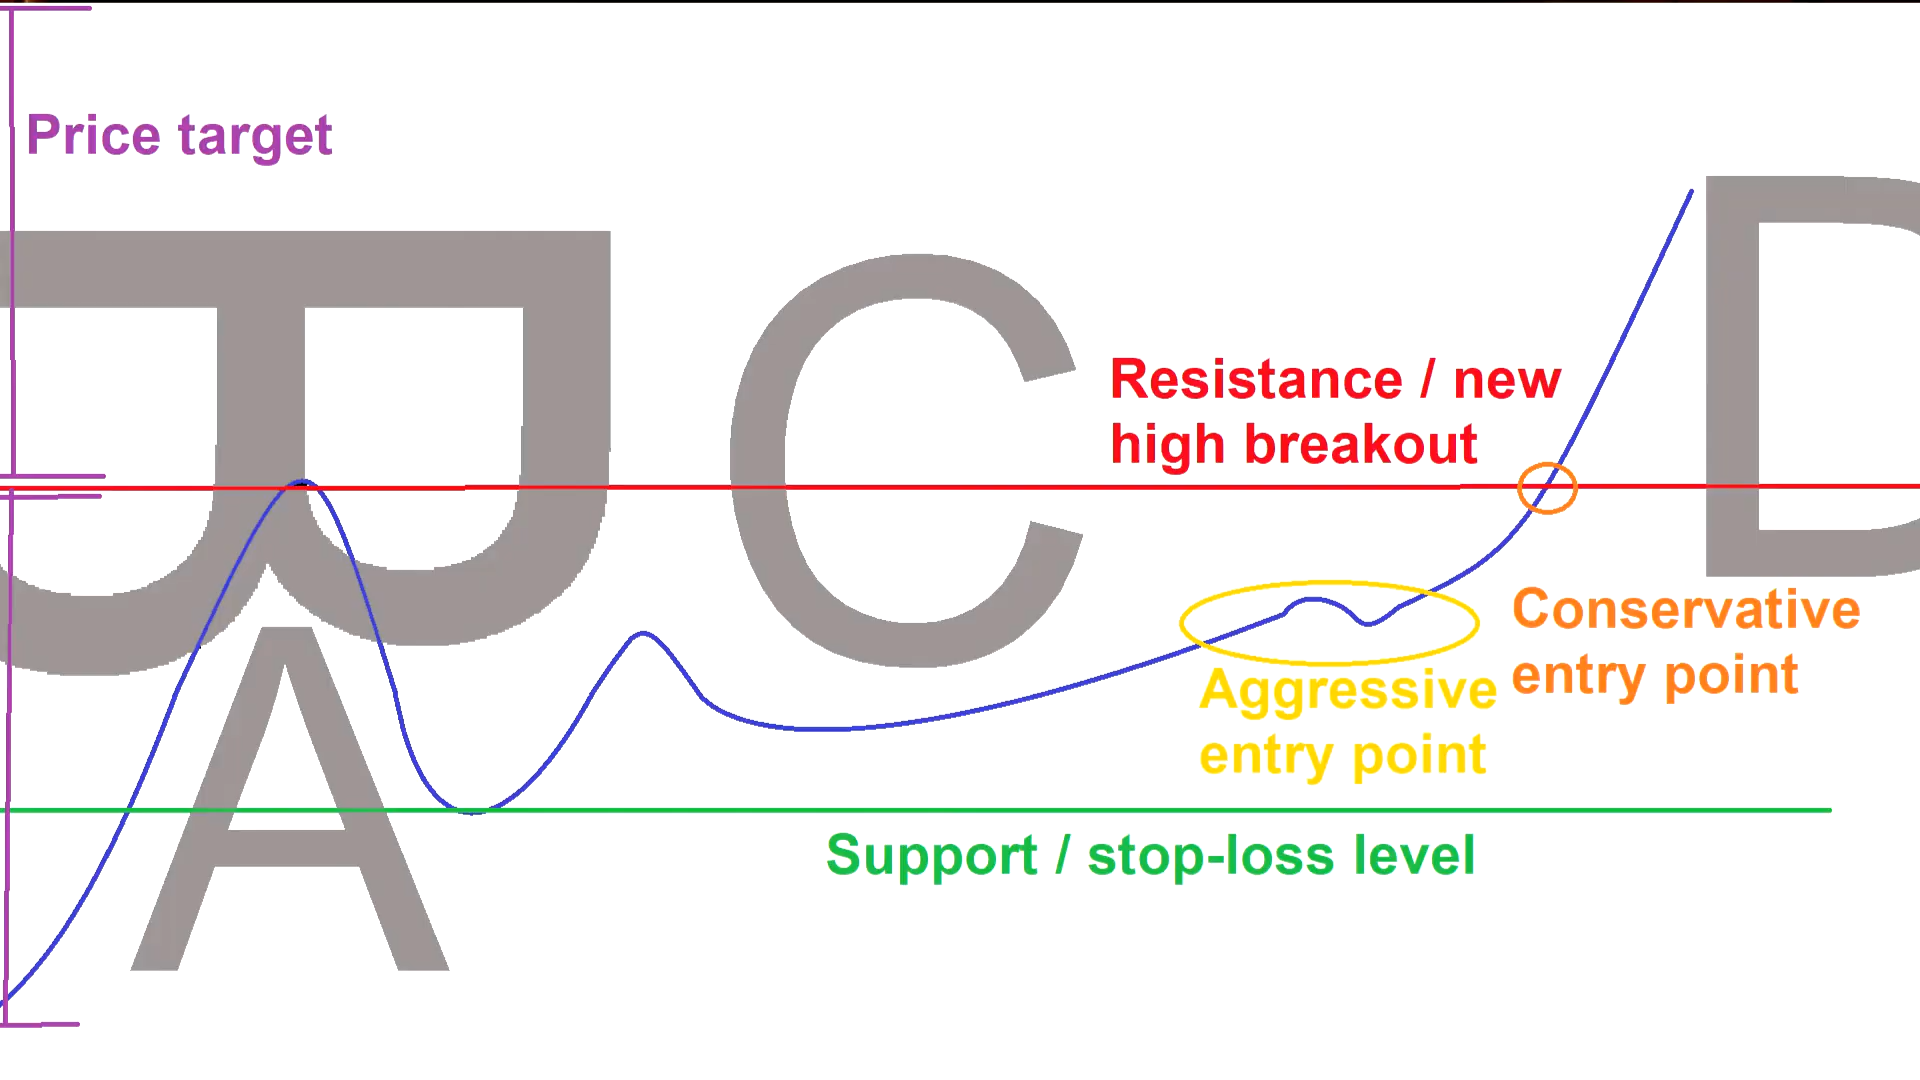 Price target
B
C
D
Resistance / new
high breakout
A
Conservative
entry point
Aggressive
entry point
Support / stop-loss level